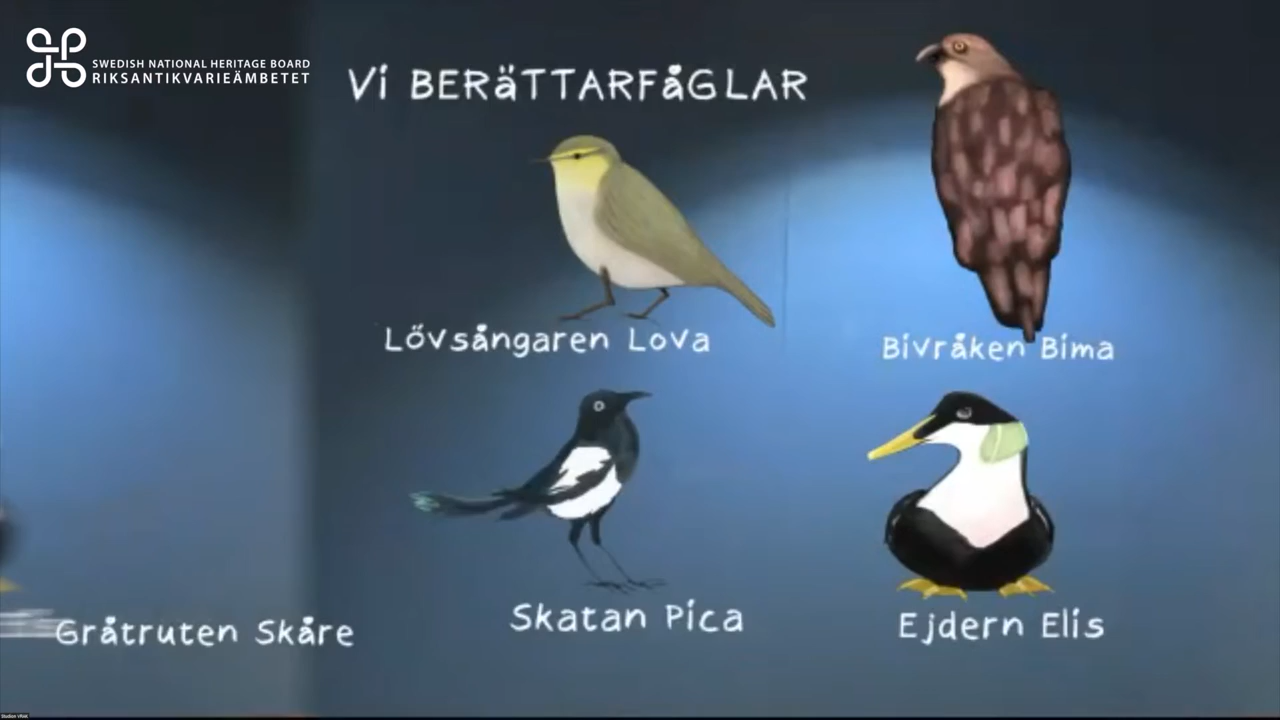 SWEDISH NATIONAL HERITAGE BOARD
RIKSANTIKVARIEÄMBETET
Vi BERäTTARFåGLAR
Lövsångaren Lova
Bivråken Bima
Gråtruten Skåre
Skatan Pica
Ejdern Elis